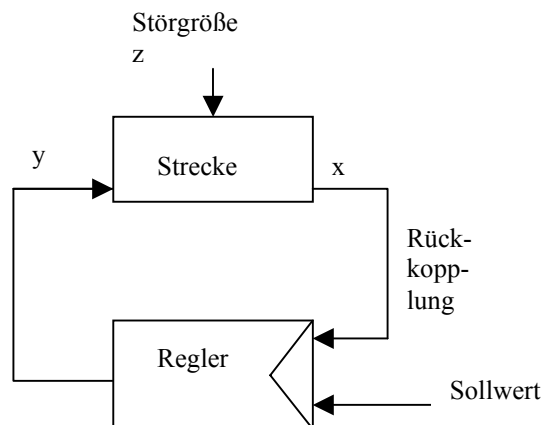 Störgröße
z
y
Strecke
x
Rück-
kopp-
lung
Regler
Sollwert